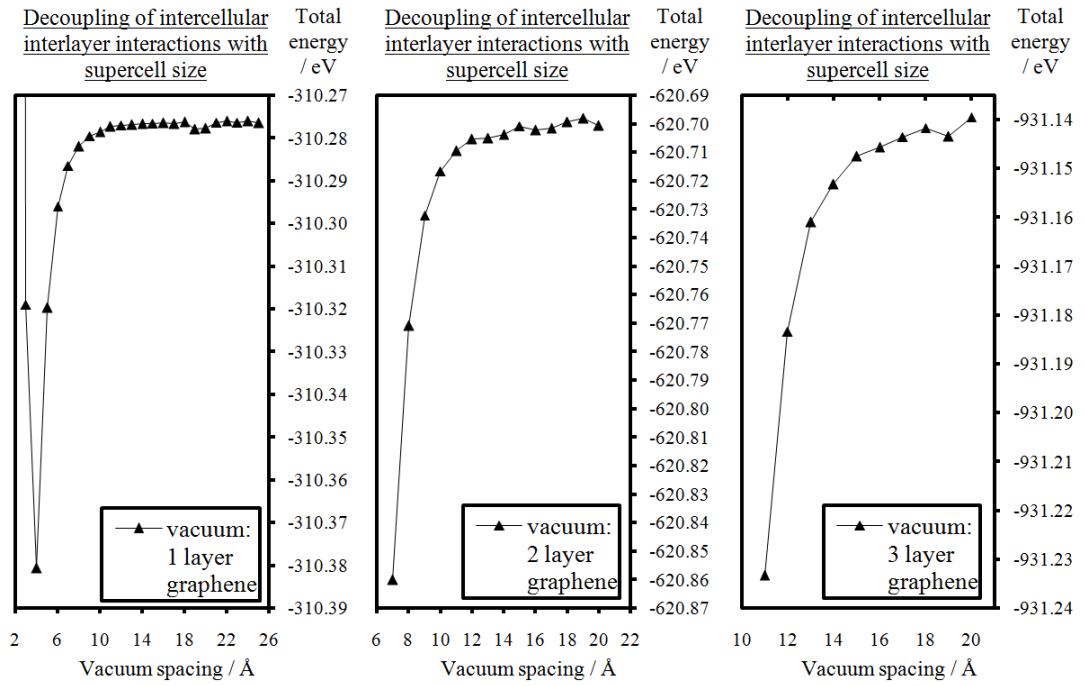 Decoupling of intercellular
interlayer interactions with
supercell size
Total
energy
/ eV
-310.27
-310.28
-310.29
-310.30
-310.31
-310.32
-310.33
-310.34
-310.35
-310.36
-310.37
-310.38
-310.39
vacuum:
1 layer
graphene
2 6 10 14 18 22 26
Vacuum spacing / Å
Decoupling of intercellular
interlayer interactions with
supercell size
Total
energy
/ eV
-620.69
-620.70
-620.71
-620.72
-620.73
-620.74
-620.75
-620.76
-620.77
-620.78
-620.79
-620.80
-620.81
-620.82
-620.83
-620.84
-620.85
-620.86
-620.87
vacuum:
2 layer
graphene
6 8 10 12 14 16 18 20 22
Vacuum spacing / Å
Decoupling of intercellular
interlayer interactions with
supercell size
Total
energy
/ eV
-931.14
-931.15
-931.16
-931.17
-931.18
-931.19
-931.20
-931.21
-931.22
-931.23
-931.24
vacuum:
3 layer
graphene
10 12 14 16 18 20
Vacuum spacing / Å